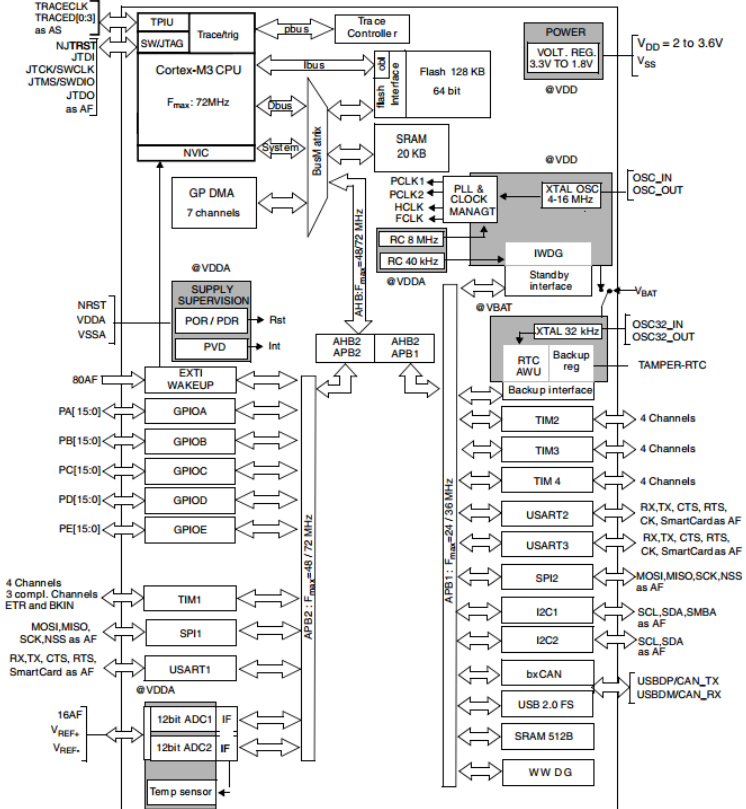 TRACECLK
TRACED[0:3]
as AS
NJTRST
JTDI
JTCK/SWCLK
JTMS/SWDIO
JTDO
as AF
TPIU
SW/JTAG
Trace/trig
Cortex-M3 CPU
Fmax: 72MHz
NVIC
pbus
Trace
Controller
Ibus
Dbus
System
BusMatrix
obl
flash
Interface
Flash 128 KB
64 bit
SRAM
20 KB
POWER
VOLT. REG.
3.3V TO 1.8V
@VDD
VDD = 2 to 3.6V
VSS
GP DMA
7 channels
@VDD
PCLK1
PCLK2
HCLK
FCLK
PLL &
CLOCK
MANAGT
XTAL OSC
4-16 MHz
OSC_IN
OSC_OUT
RC 8 MHz
RC 40 kHz
@VDDA
IWDG
Standby
interface
VBAT
@VBAT
AHB:Fmax=48/72 MHz
@VDDA
SUPPLY
SUPERVISION
NRST
VDDA
VSSA
POR / PDR
Rst
PVD
Int
AHB2
APB2
AHB2
APB1
XTAL 32 kHz
OSC32_IN
OSC32_OUT
RTC
AWU
Backup
reg
TAMPER-RTC
Backup interface
80AF
EXTI
WAKEUP
PA[15:0]
GPIOA
PB[15:0]
GPIOB
PC[15:0]
GPIOC
PD[15:0]
GPIOD
PE[15:0]
GPIOE
4 Channels
3 compl. Channels
ETR and BKIN
TIM1
MOSI,MISO,
SCK,NSS as AF
SPI1
RX,TX, CTS, RTS,
SmartCard as AF
USART1
@VDDA
16AF
VREF+
VREF-
12bit ADC1
IF
12bit ADC2
IF
Temp sensor
APB2 : Fmax=48 / 72 MHz
APB1 : Fmax=24 / 36 MHz
TIM2
4 Channels
TIM3
4 Channels
TIM 4
4 Channels
USART2
RX,TX, CTS, RTS,
CK, SmartCard as AF
USART3
RX,TX, CTS, RTS,
CK, SmartCard as AF
SPI2
MOSI,MISO,SCK,NSS
as AF
I2C1
SCL,SDA,SMBA
as AF
I2C2
SCL,SDA
as AF
bxCAN
USBDP/CAN_TX
USBDM/CAN_RX
USB 2.0 FS
SRAM 512B
WW DG